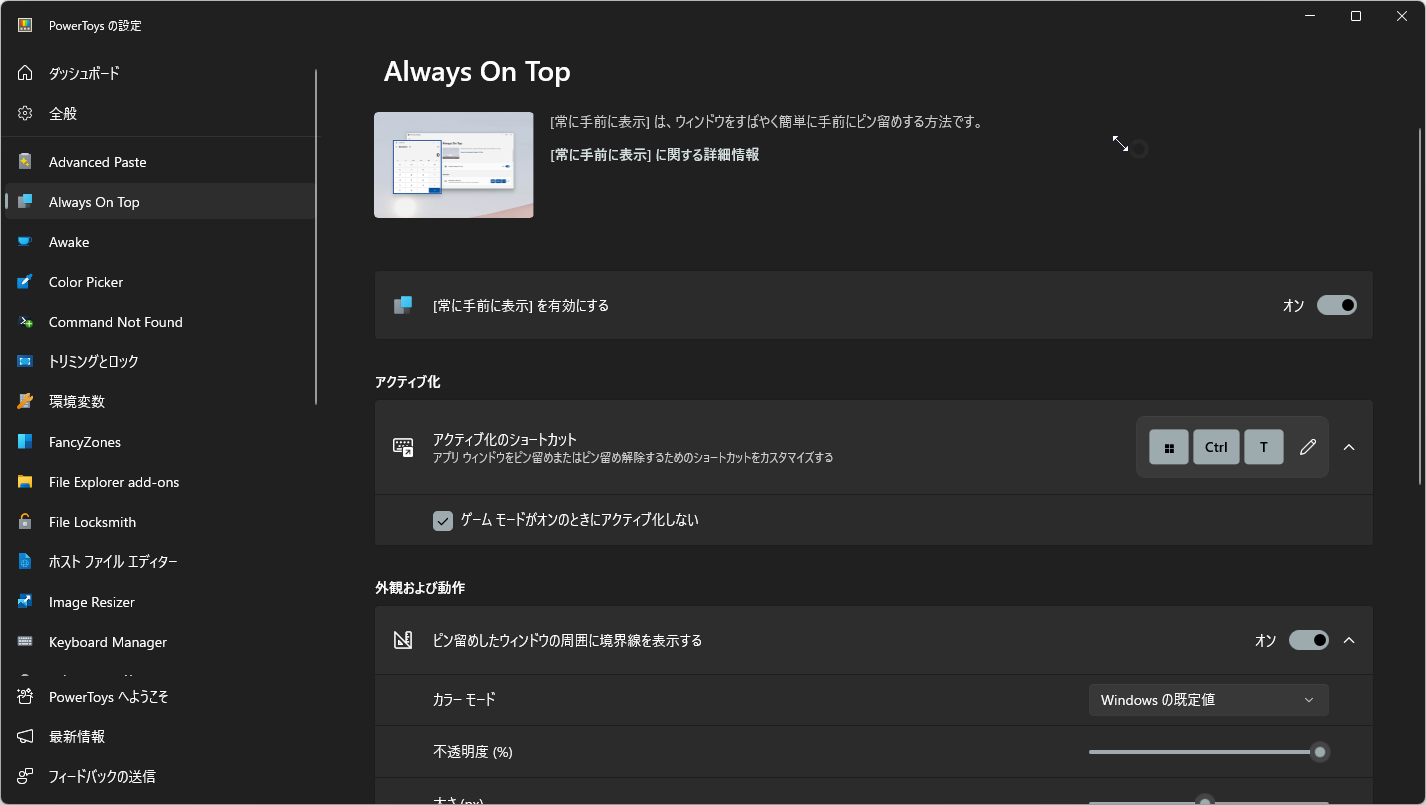 PowerToys の設定
ダッシュボード
全般
Advanced Paste
Always On Top
Awake
Color Picker
Command Not Found
トリミングとロック
環境変数
FancyZones
File Explorer add-ons
File Locksmith
ホスト ファイル エディター
Image Resizer
Keyboard Manager
PowerToys へようこそ
最新情報
フィードバックの送信
Always On Top
[常に手前に表示] は、ウィンドウをすばやく簡単に手前にピン留めする方法です。
[常に手前に表示] に関する詳細情報
[常に手前に表示] を有効にする
オン
アクティブ化
アクティブ化のショートカット
アプリ ウィンドウをピン留めまたはピン留め解除するためのショートカットをカスタマイズする
Ctrl T
ゲーム モードがオンのときにアクティブ化しない
外観および動作
ピン留めしたウィンドウの周囲に境界線を表示する
オン
カラー モード
Windows の既定値
不透明度 (%)
太さ (px)